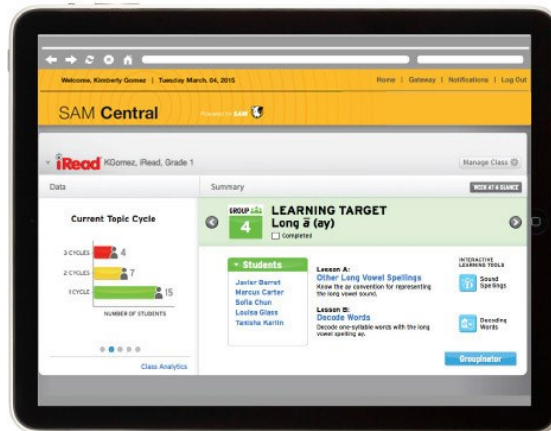 Welcome, Kimberly Gomez | Tuesday March, 04, 2015
Home | Gateway | Notifications | Log Out
SAM Central
Powered by SAM
iRead KGomez, iRead, Grade 1
Manage Class
Data
Summary
WEEK AT A GLANCE
Current Topic Cycle
3 CYCLES 4
2 CYCLES 7
1 CYCLE 15
NUMBER OF STUDENTS
Class Analytics
GROUP
4
LEARNING TARGET
Long ā (ay)
Completed
Students
Javier Barret
Marcus Carter
Sofia Chun
Louisa Glass
Tanisha Karlin
Lesson A:
Other Long Vowel Spellings
Know the ay convention for representing
the long vowel sound.
Lesson B:
Decode Words
Decode one-syllable words with the long
vowel spelling ay.
INTERACTIVE
LEARNING TOOLS
Sound
Spellings
Decoding
Words
Groupinator